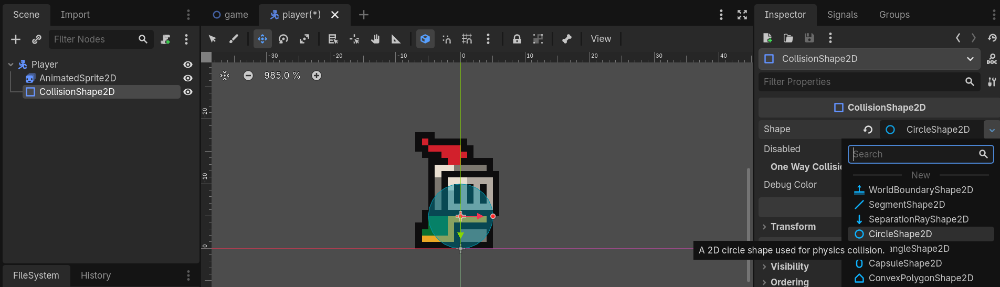 Scene Import
game player(*)
Inspector Signals Groups
Filter Nodes
View
Player
AnimatedSprite2D
CollisionShape2D
-30 -20 -10 0 10 20 30 40
985.0 %
-20
-10
0
CollisionShape2D
Filter Properties
CollisionShape2D
Shape CircleShape2D
Disabled
One Way Collisio
Debug Color
Transform
Visibility
Ordering
Search
New
WorldBoundaryShape2D
SegmentShape2D
SeparationRayShape2D
CircleShape2D
angleShape2D
CapsuleShape2D
ConvexPolygonShape2D
A 2D circle shape used for physics collision.
FileSystem History